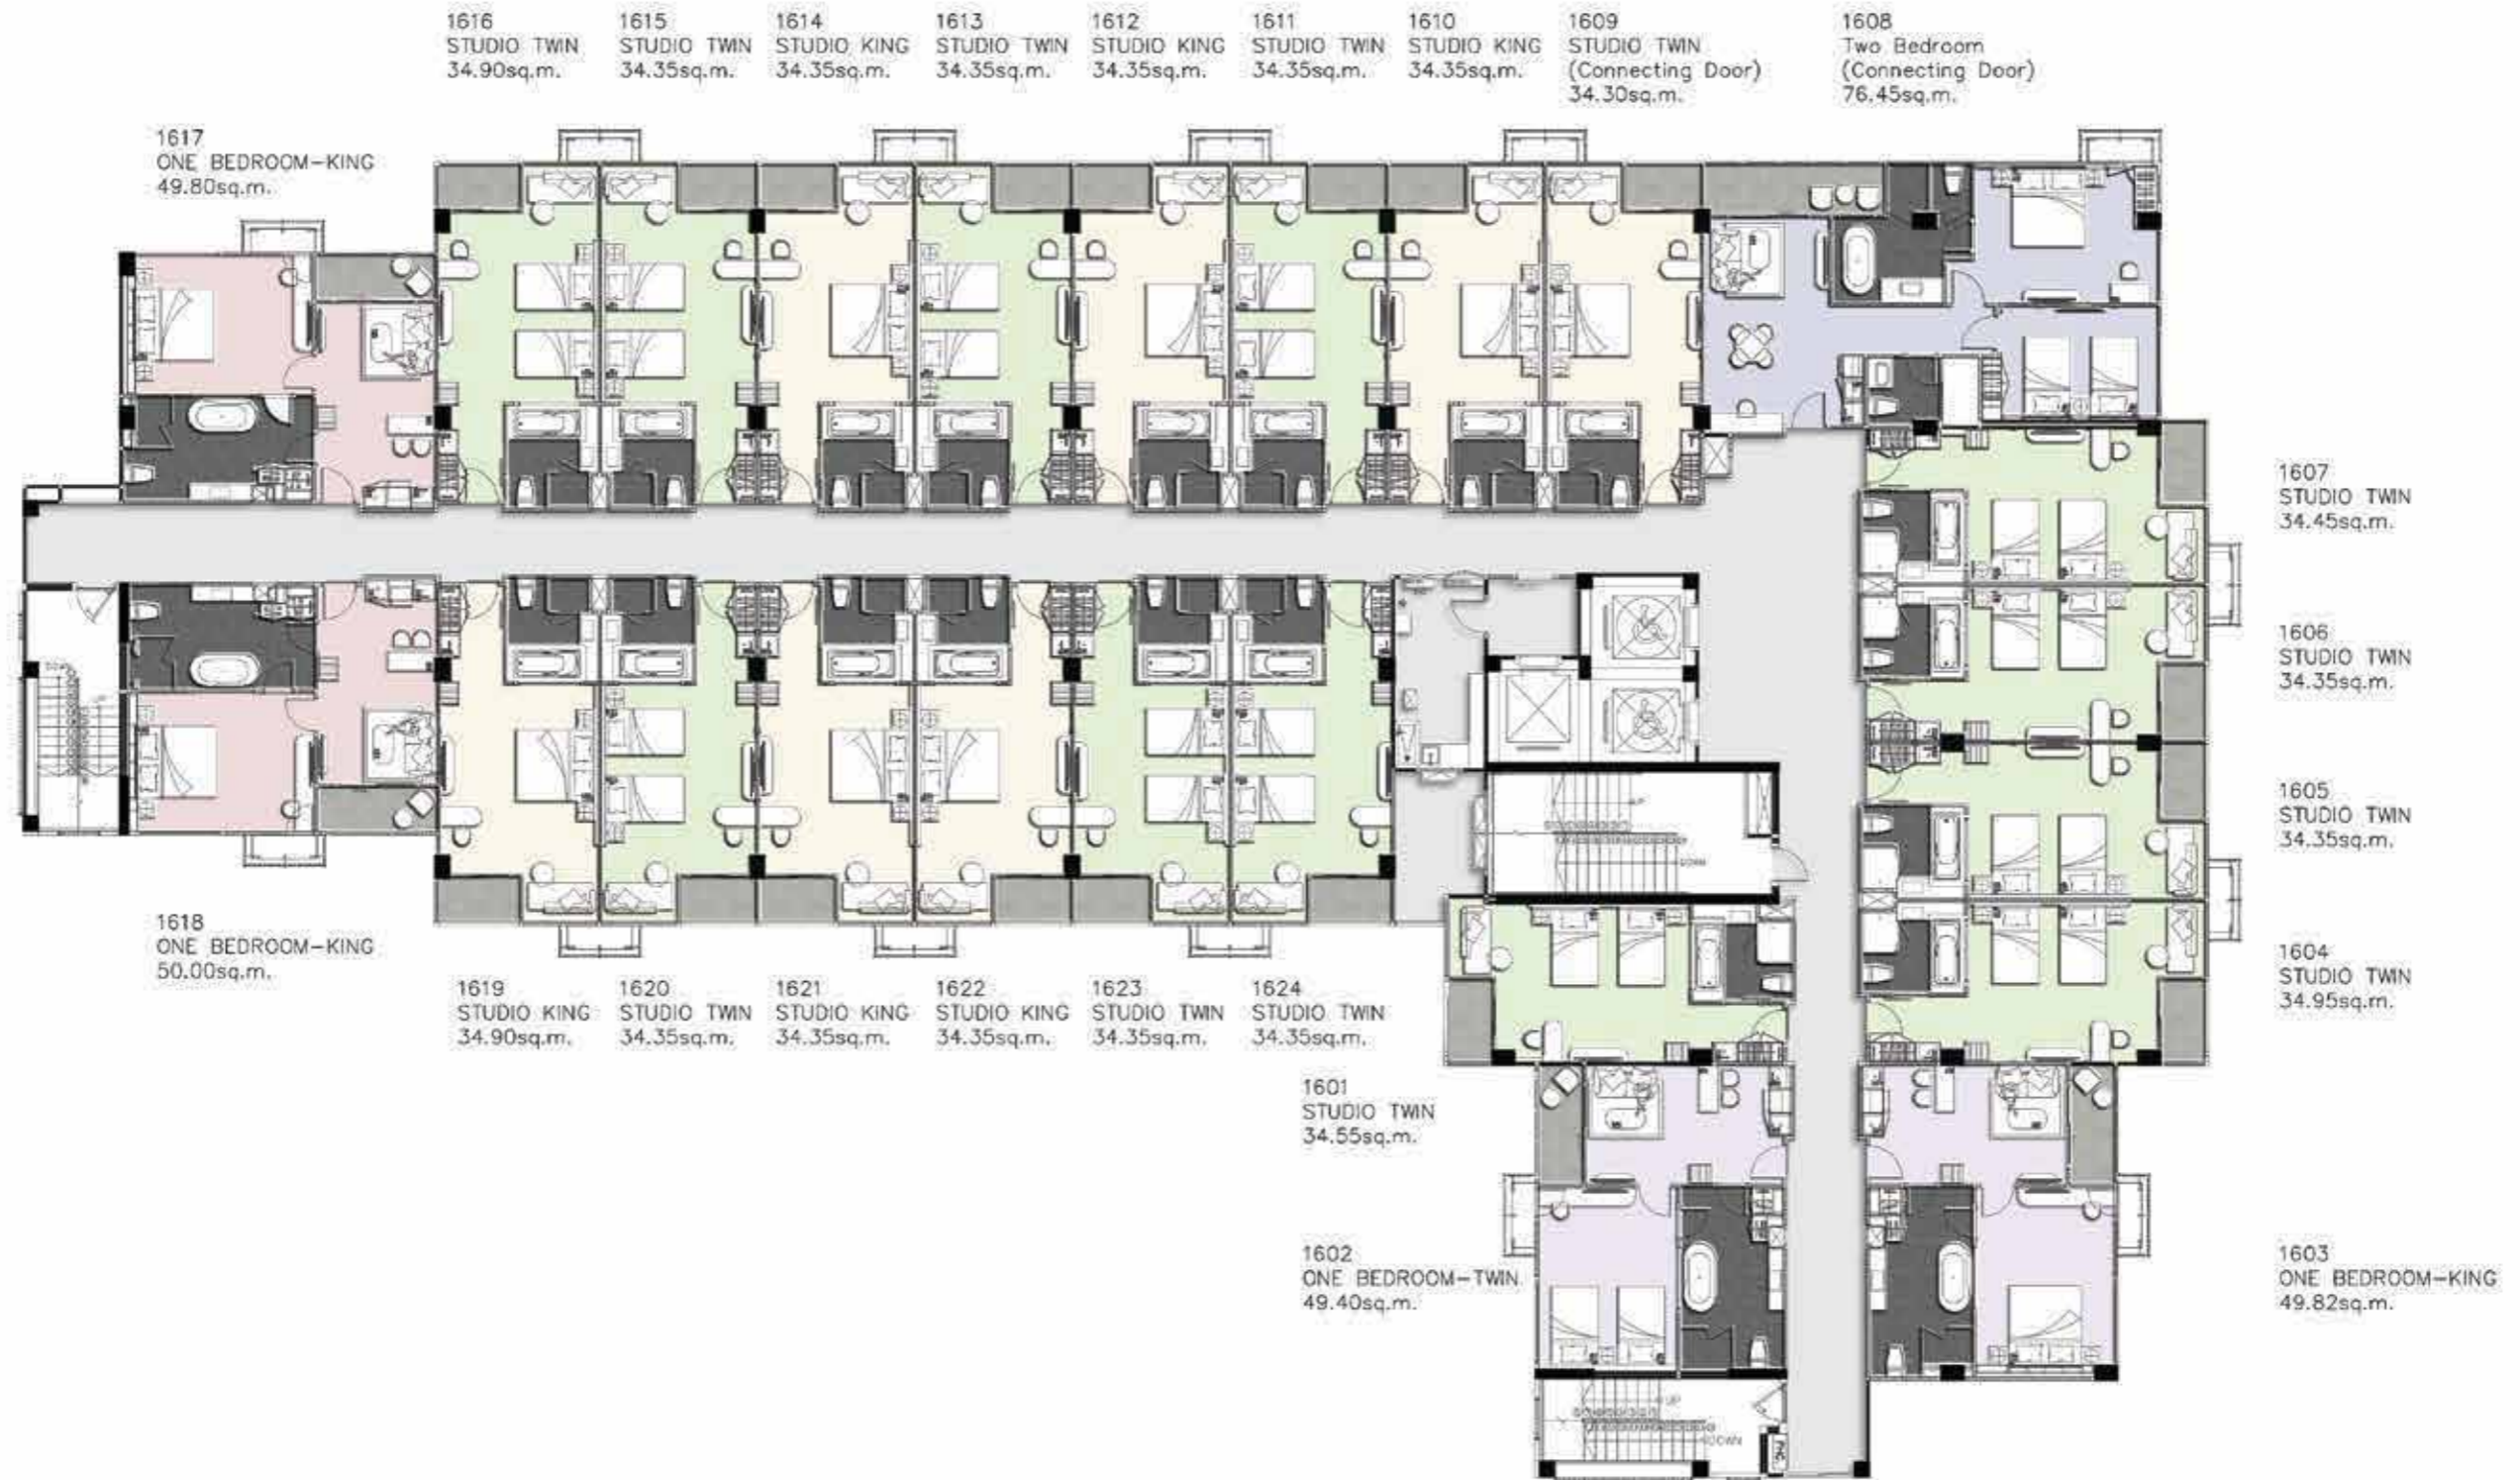 1616
STUDIO TWIN
34.90sq.m.
1615
STUDIO TWIN
34.35sq.m.
1614
STUDIO KING
34.35sq.m.
1613
STUDIO TWIN
34.35sq.m.
1612
STUDIO KING
34.35sq.m.
1611
STUDIO TWIN
34.35sq.m.
1610
STUDIO KING
34.35sq.m.
1609
STUDIO TWIN
(Connecting Door)
34.30sq.m.
1608
Two Bedroom
(Connecting Door)
76.45sq.m.
1617
ONE BEDROOM-KING
49.80sq.m.
1607
STUDIO TWIN
34.45sq.m.
1606
STUDIO TWIN
34.35sq.m.
1605
STUDIO TWIN
34.35sq.m.
1604
STUDIO TWIN
34.95sq.m.
UP
DOWN
1618
ONE BEDROOM-KING
50.00sq.m.
1619
STUDIO KING
34.90sq.m.
1620
STUDIO TWIN
34.35sq.m.
1621
STUDIO KING
34.35sq.m.
1622
STUDIO KING
34.35sq.m.
1623
STUDIO TWIN
34.35sq.m.
1624
STUDIO TWIN
34.35sq.m.
1601
STUDIO TWIN
34.55sq.m.
1602
ONE BEDROOM-TWIN
49.40sq.m.
1603
ONE BEDROOM-KING
49.82sq.m.
UP
DOWN